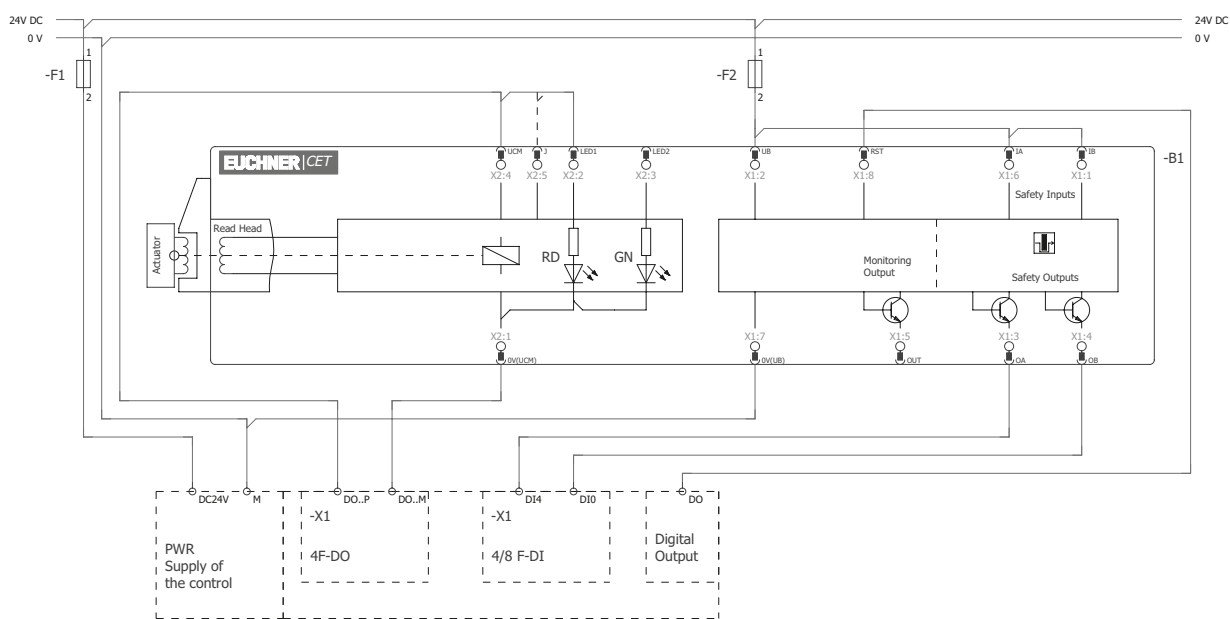 24V DC
24V DC
0 V
0 V
1
1
-F1
-F2
2
2
EUCHNER CET
UCM
J
LED1
LED2
UB
RST
IA
IB
-B1
X2:4
X2:5
X2:2
X2:3
X1:2
X1:8
X1:6
X1:1
Safety Inputs
Read Head
Actuator
RD
GN
Monitoring
Output
Safety Outputs
X2:1
X1:7
X1:5
X1:3
X1:4
0V(UCM)
0V(UB)
OUT
OA
OB
DC24V
M
DO..P
DO..M
DI4
DI0
DO
-X1
-X1
PWR
Supply of
the control
4F-DO
4/8 F-DI
Digital
Output